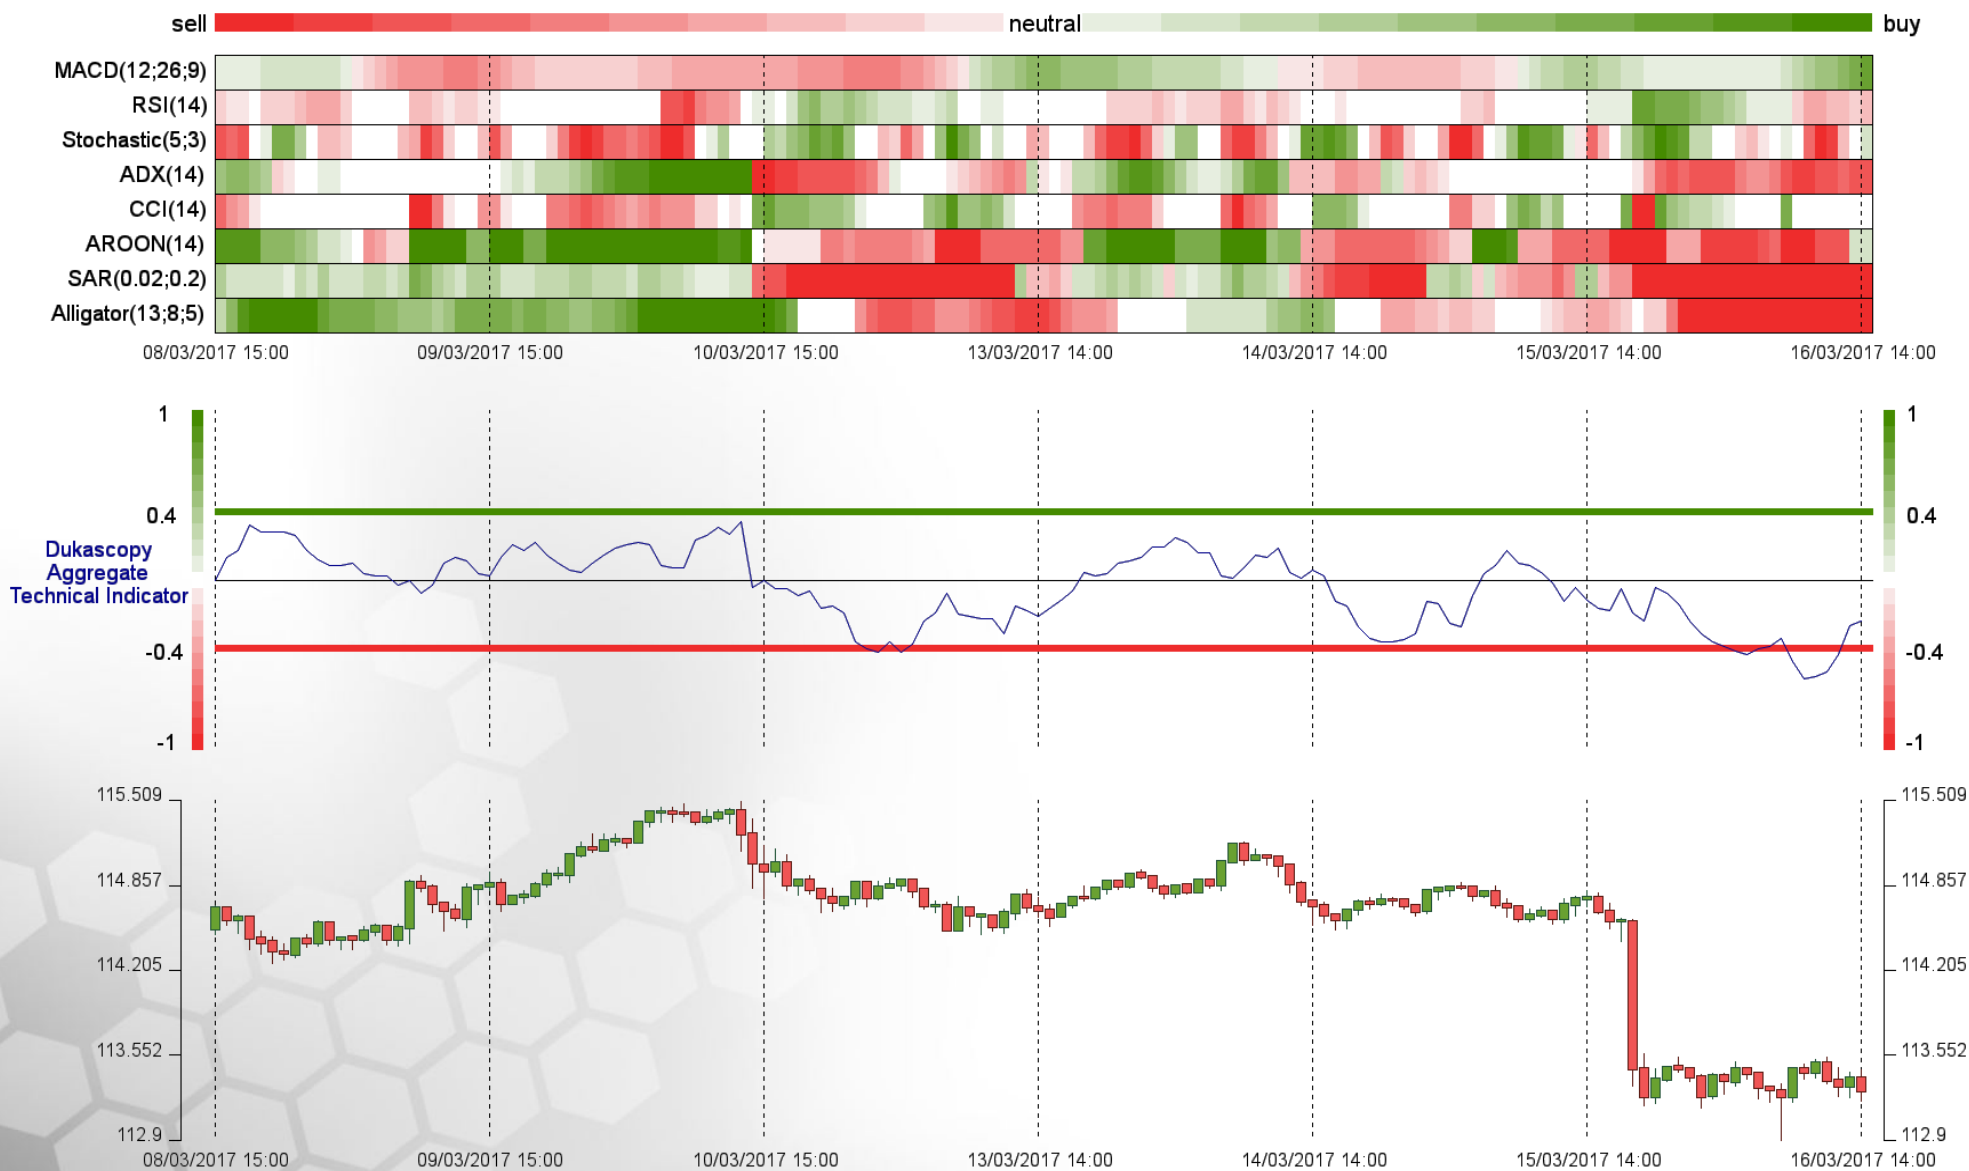 sell neutral buy
MACD(12;26;9)
RSI(14)
Stochastic(5;3)
ADX(14)
CCI(14)
AROON(14)
SAR(0.02;0.2)
Alligator(13;8;5)
08/03/2017 15:00 09/03/2017 15:00 10/03/2017 15:00 13/03/2017 14:00 14/03/2017 14:00 15/03/2017 14:00 16/03/2017 14:00
1 1
0.4 0.4
Dukascopy
Aggregate
Technical Indicator
-0.4 -0.4
-1 -1
115.509 115.509
114.857 114.857
114.205 114.205
113.552 113.552
112.9 112.9
08/03/2017 15:00 09/03/2017 15:00 10/03/2017 15:00 13/03/2017 14:00 14/03/2017 14:00 15/03/2017 14:00 16/03/2017 14:00